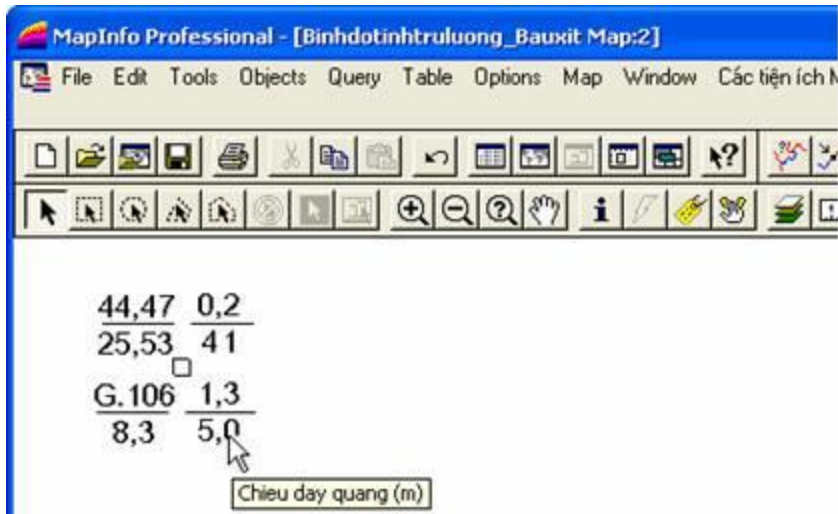 MapInfo Professional - [Binhdotinhtruluong_Bauxit Map:2]
File Edit Tools Objects Query Table Options Map Window Các tiện ích
44,47 0,2
25,53 41
G.106 1,3
8,3 5,0
Chieu day quang (m)